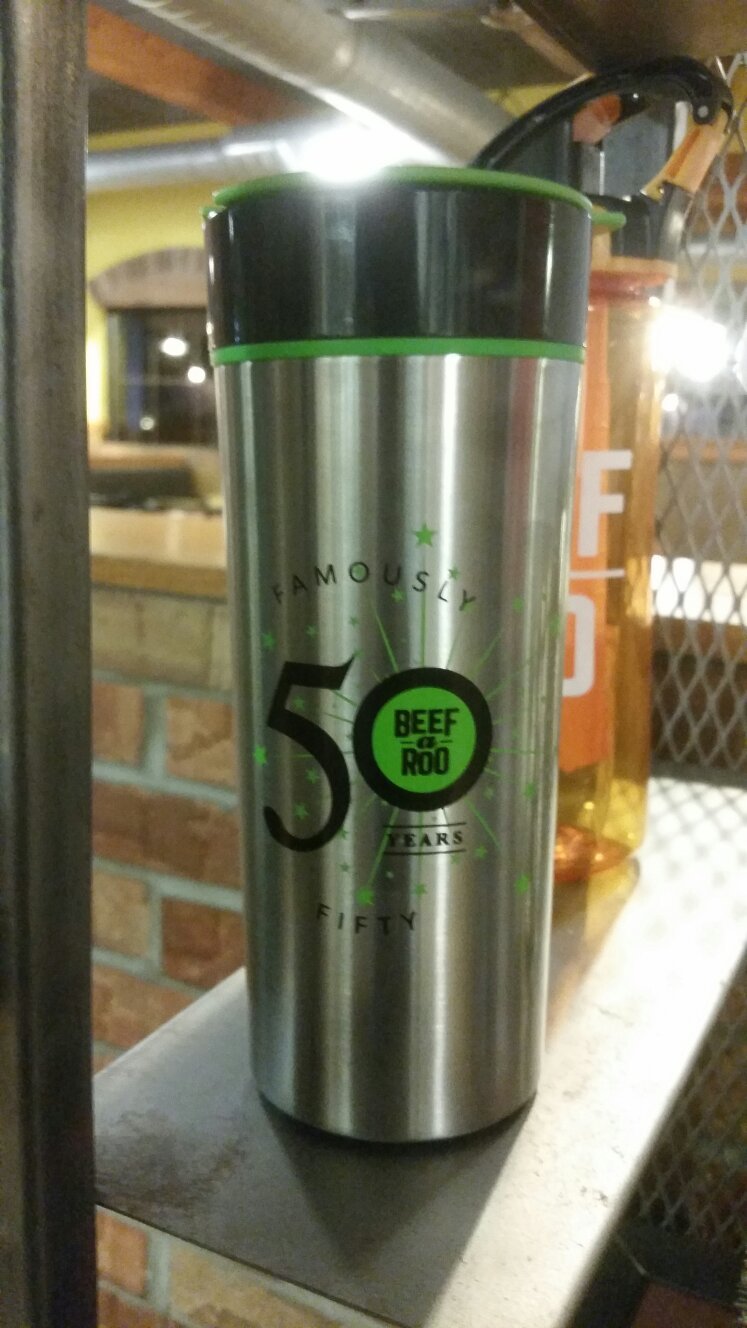 FAMOUSLY
50
BEEF
a
ROO
YEARS
FIFTY
F
O